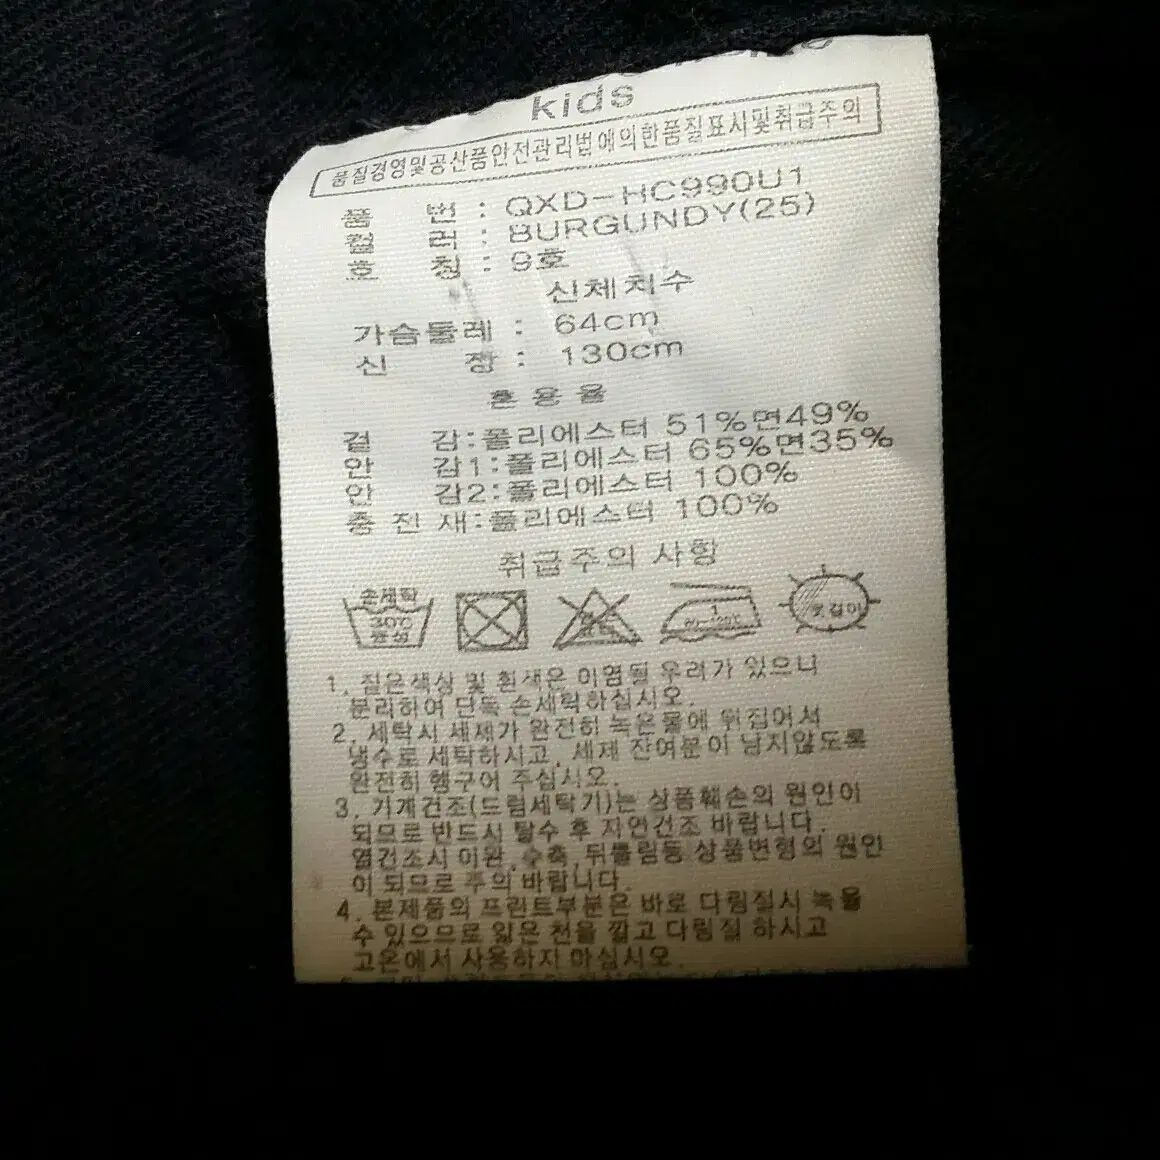 kids
품질경영및공산품안전관리법에의한품질표시및취급주의
품 번 : QXD-HC990U1
컬 러 : BURGUNDY(25)
호 칭 : 9호
신체치수
가슴둘레 : 64cm
신 장 : 130cm
혼 용 율
겉 감:폴리에스터 51%면49%
안 감1:폴리에스터 65%면35%
안 감2:폴리에스터 100%
충 전 재:폴리에스터 100%
취급주의 사항
손세탁
30℃
중성
옷걸이
1. 짙은색상 및 흰색은 이염될 우려가 있으니
분리하여 단독 손세탁하십시오.
2. 세탁시 세제가 완전히 녹은물에 뒤집어서
냉수로 세탁하시고, 세제 잔여분이 남지않도록
완전히 헹구어 주십시오.
3. 기계건조(드럼세탁기)는 상품훼손의 원인이
되므로 반드시 탈수 후 자연건조 바랍니다.
열건조시 이완,수축,뒤틀림등 상품변형의 원인
이 되므로 주의 바랍니다.
4. 본제품의 프린트부분은 바로 다림질시 녹을
수 있으므로 얇은 천을 깔고 다림질 하시고
고온에서 사용하지 마십시오.